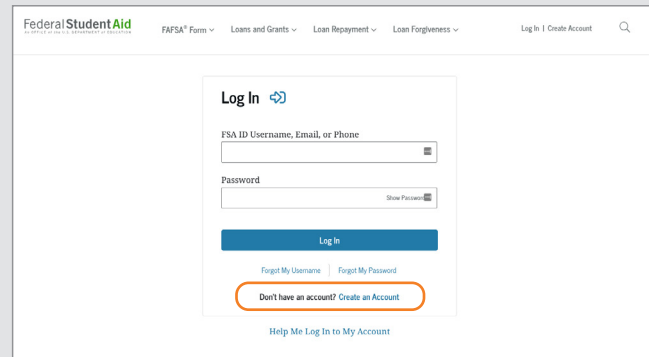 Federal Student Aid
An OFFICE of the U.S. DEPARTMENT of EDUCATION
FAFSA® Form
Loans and Grants
Loan Repayment
Loan Forgiveness
Log In | Create Account
Log In
FSA ID Username, Email, or Phone
Password
Show Password
Log In
Forgot My Username
Forgot My Password
Don't have an account? Create an Account
Help Me Log In to My Account